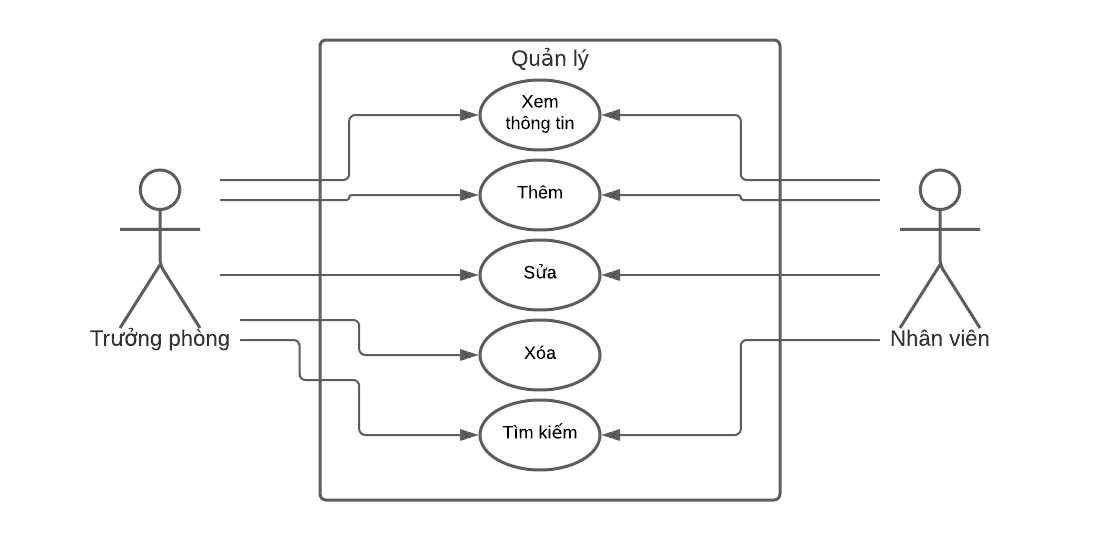 Quản lý
Xem
thông tin
Thêm
Sửa
Xóa
Tìm kiếm
Trưởng phòng
Nhân viên